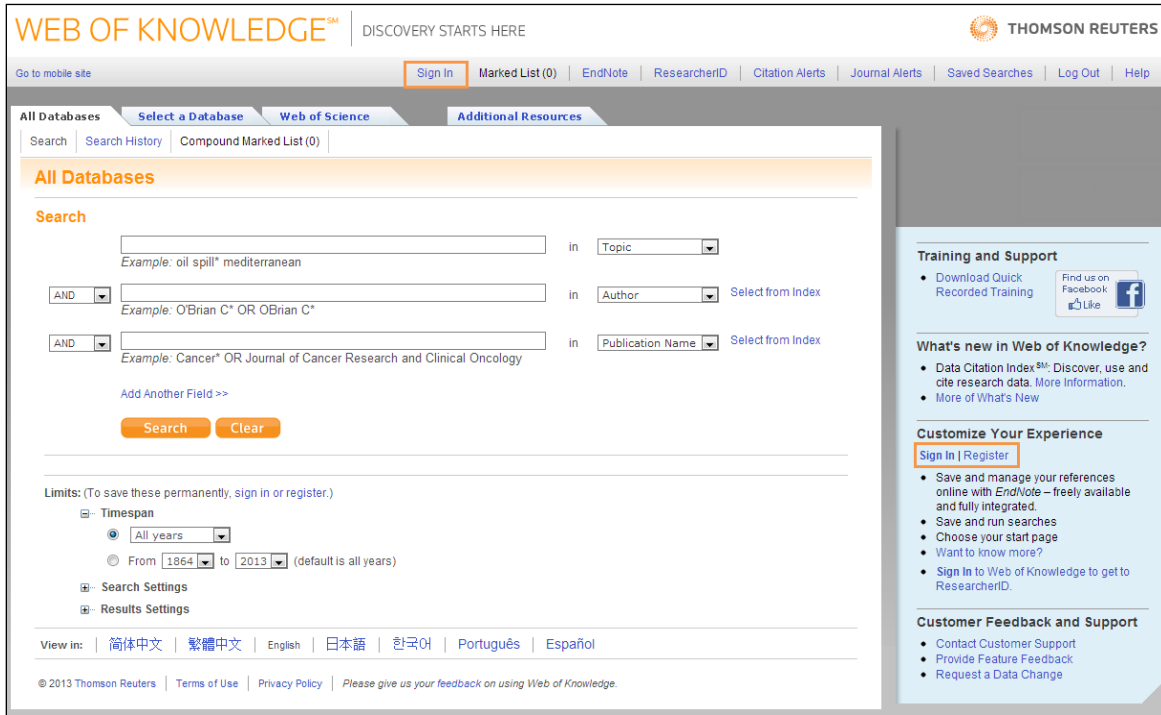 WEB OF KNOWLEDGE℠ | DISCOVERY STARTS HERE
THOMSON REUTERS
Go to mobile site
Sign In | Marked List (0) | EndNote | ResearcherID | Citation Alerts | Journal Alerts | Saved Searches | Log Out | Help
All Databases Select a Database Web of Science Additional Resources
Search | Search History | Compound Marked List (0) |
All Databases
Search
in Topic
Example: oil spill* mediterranean
AND in Author Select from Index
Example: O'Brian C* OR OBrian C*
AND in Publication Name Select from Index
Example: Cancer* OR Journal of Cancer Research and Clinical Oncology
Add Another Field >>
Search Clear
Limits: (To save these permanently, sign in or register.)
Timespan
All years
From 1864 to 2013 (default is all years)
Search Settings
Results Settings
View in: | 简体中文 | 繁體中文 | English | 日本語 | 한국어 | Português | Español
© 2013 Thomson Reuters | Terms of Use | Privacy Policy | Please give us your feedback on using Web of Knowledge.
Training and Support
• Download Quick
Recorded Training
Find us on
Facebook
Like
f
What's new in Web of Knowledge?
• Data Citation Index℠: Discover, use and
cite research data. More Information.
• More of What's New
Customize Your Experience
Sign In | Register
• Save and manage your references
online with EndNote – freely available
and fully integrated.
• Save and run searches
• Choose your start page
• Want to know more?
• Sign In to Web of Knowledge to get to
ResearcherID.
Customer Feedback and Support
• Contact Customer Support
• Provide Feature Feedback
• Request a Data Change